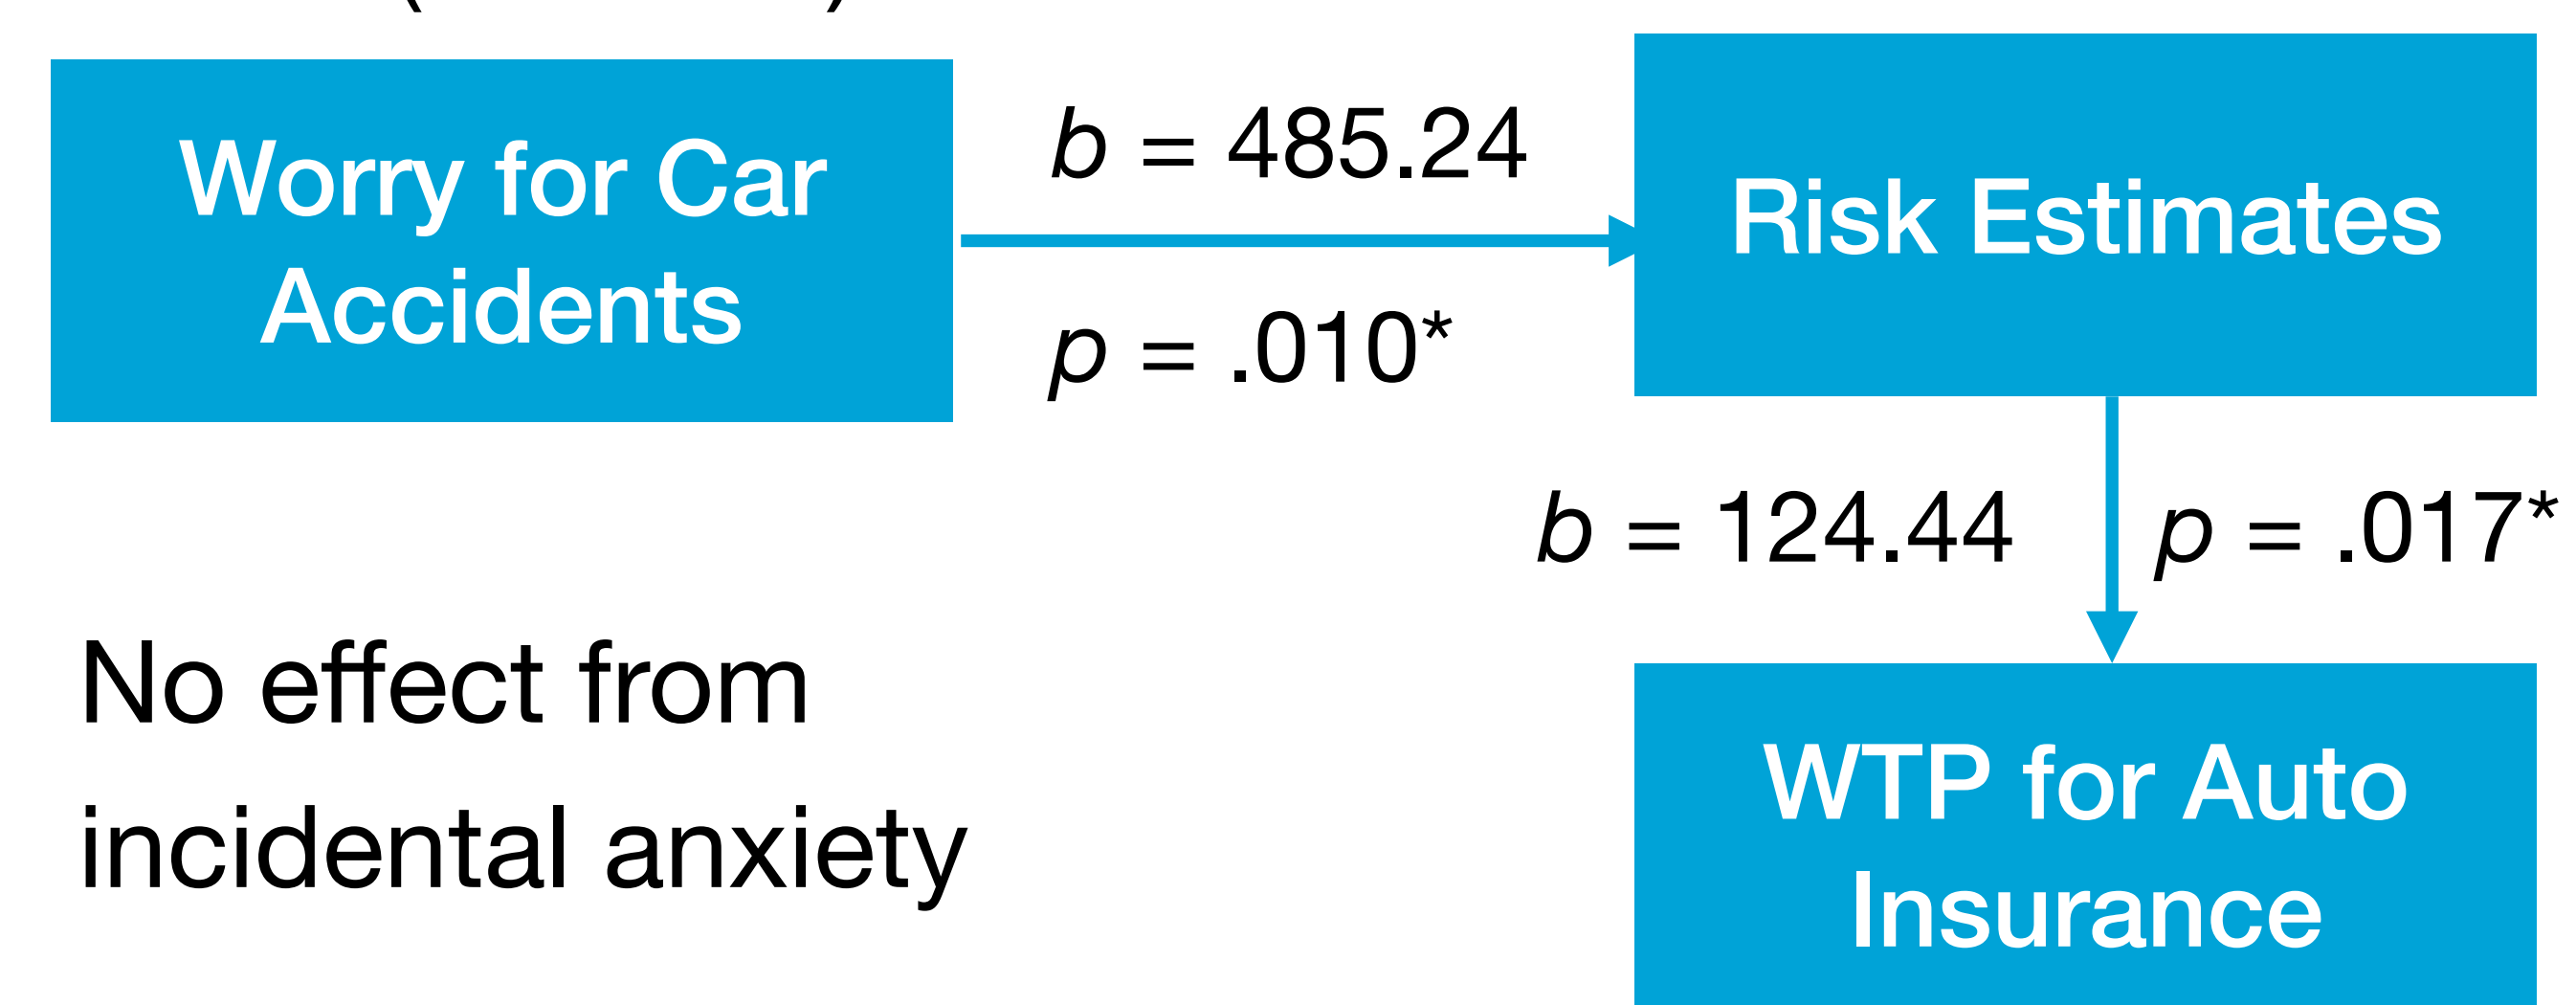 Worry for Car
Accidents
b = 485.24
p = .010*
Risk Estimates
b = 124.44
p = .017*
No effect from
incidental anxiety
WTP for Auto
Insurance